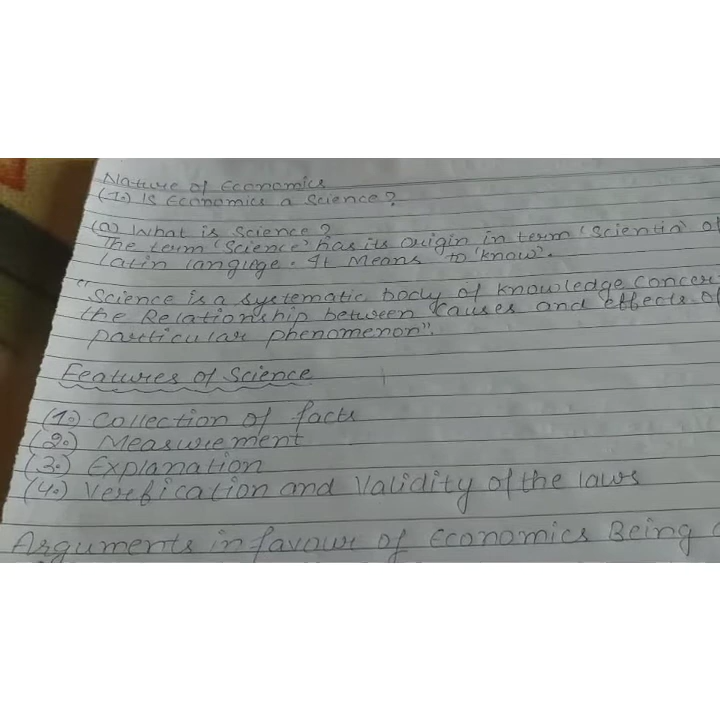 Nature of Economics
(1.) Is Economics a Science?
(a) What is Science?
The term 'Science' has its Origin in term 'Scientia' of
Latin langinge. It Means to 'know'.
"Science is a systematic body of knowledge concer
the Relationship between causes and effects of
particular phenomenon".
Features of Science
(1.) Collection of facts
(2.) Measurement
(3.) Explanation
(4.) Verification and Validity of the laws
Arguments in favour of Economics Being